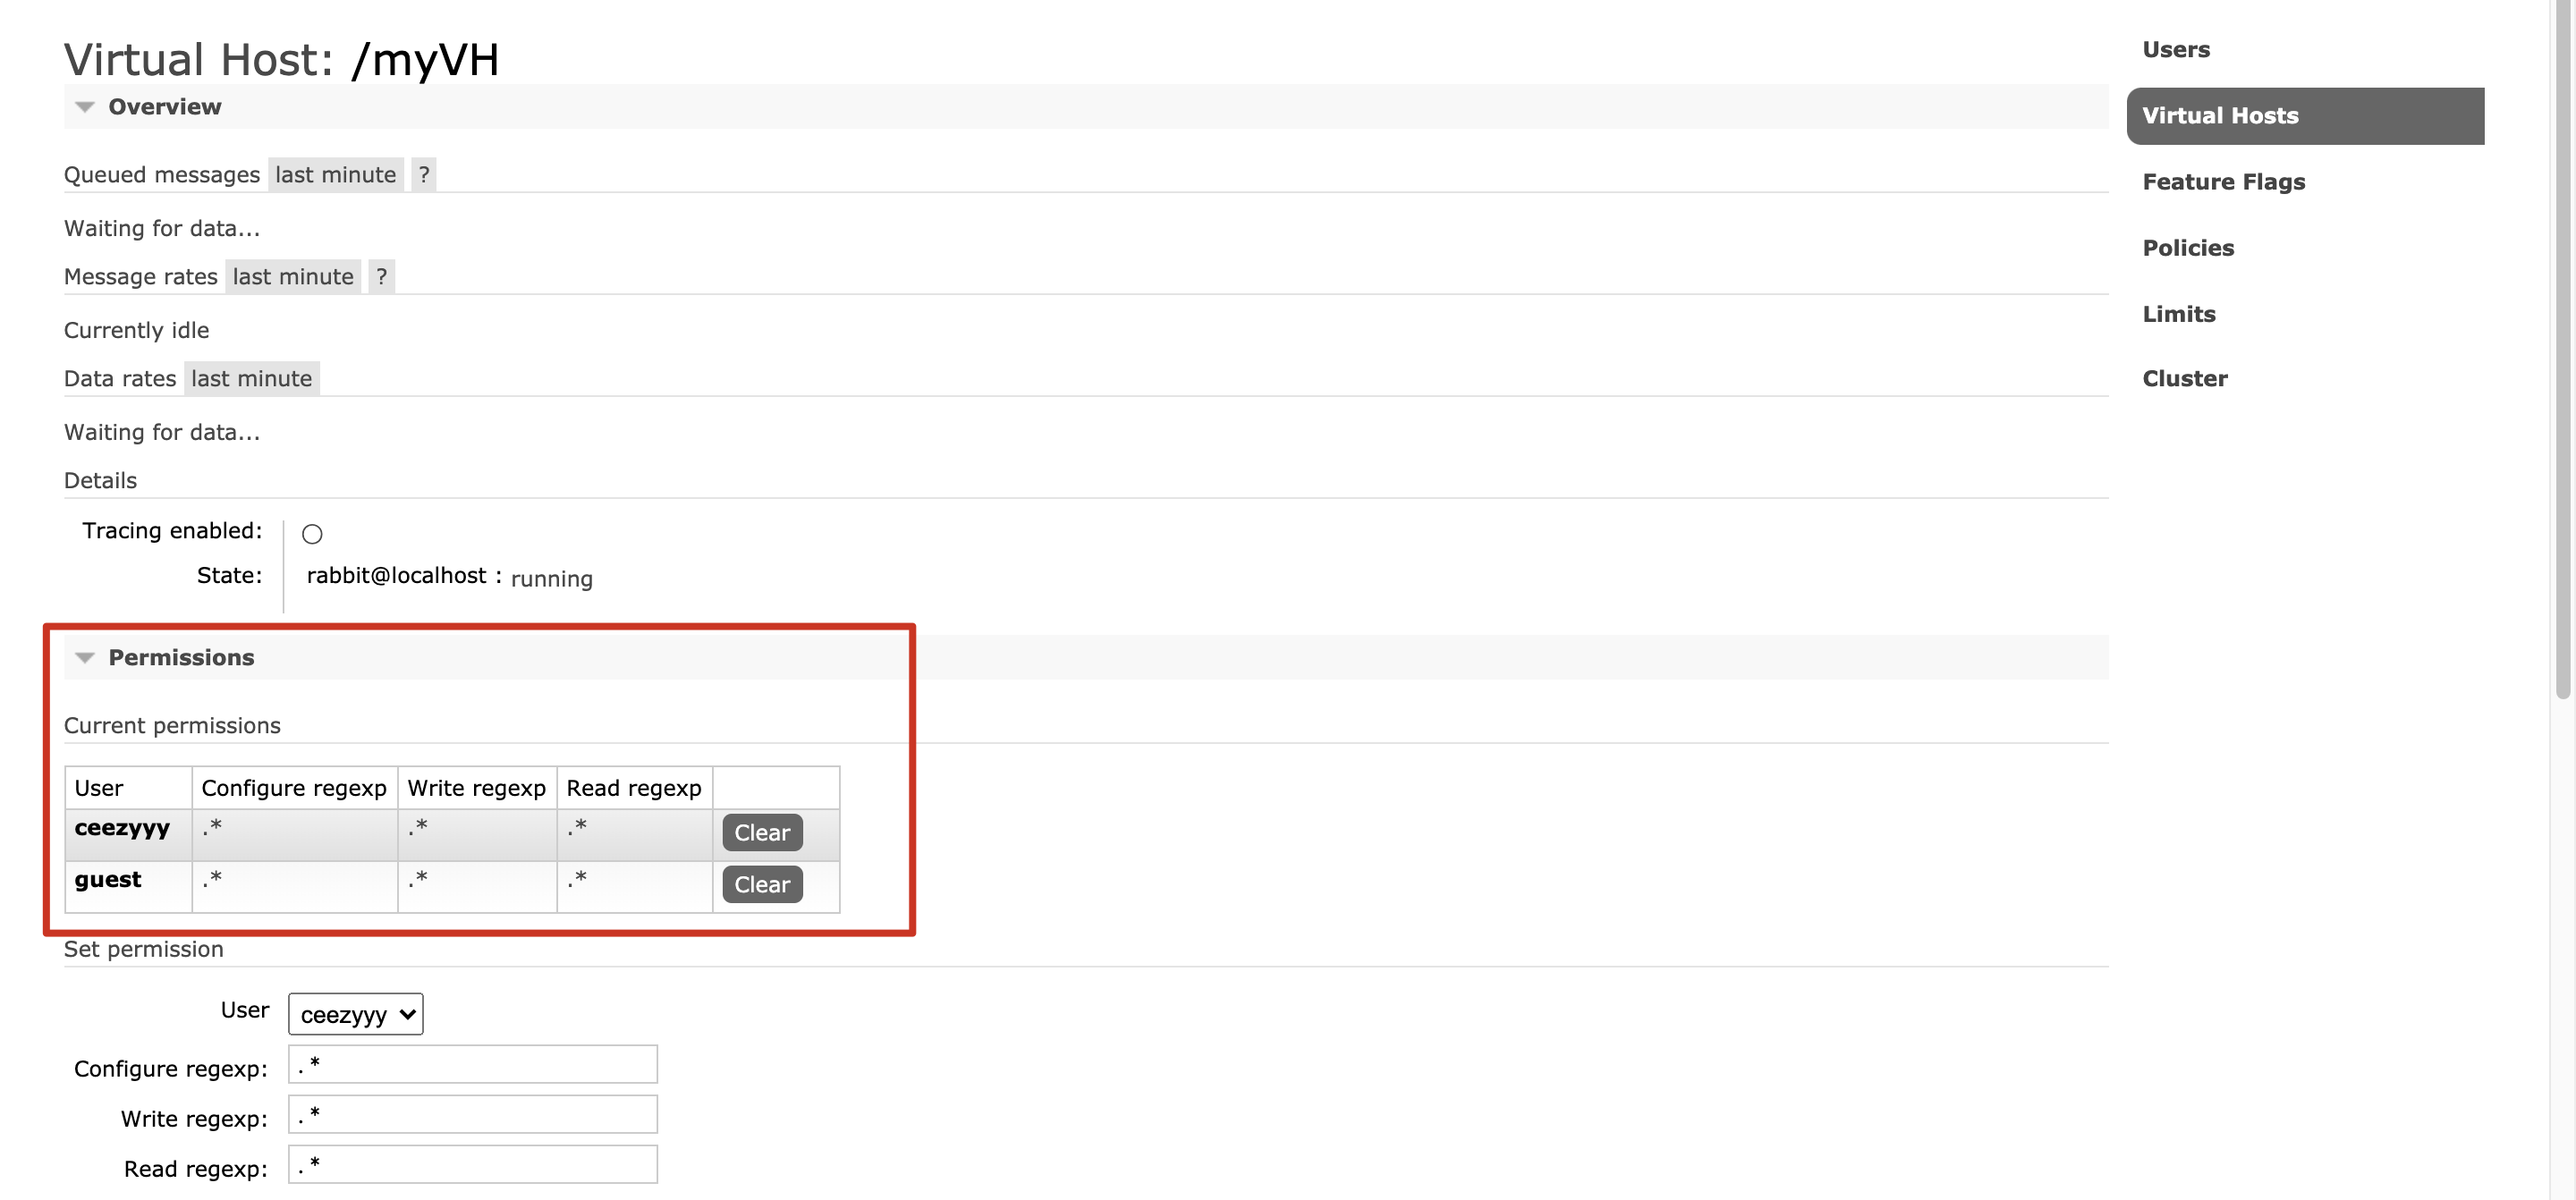 Virtual Host: /myVH
Overview
Queued messages last minute ?
Waiting for data...
Message rates last minute ?
Currently idle
Data rates last minute
Waiting for data...
Details
Tracing enabled:
State: rabbit@localhost : running
Permissions
Current permissions
User Configure regexp Write regexp Read regexp
ceezyyy .* .* .* Clear
guest .* .* .* Clear
Set permission
User ceezyyy
Configure regexp: .*
Write regexp: .*
Read regexp: .*
Users
Virtual Hosts
Feature Flags
Policies
Limits
Cluster